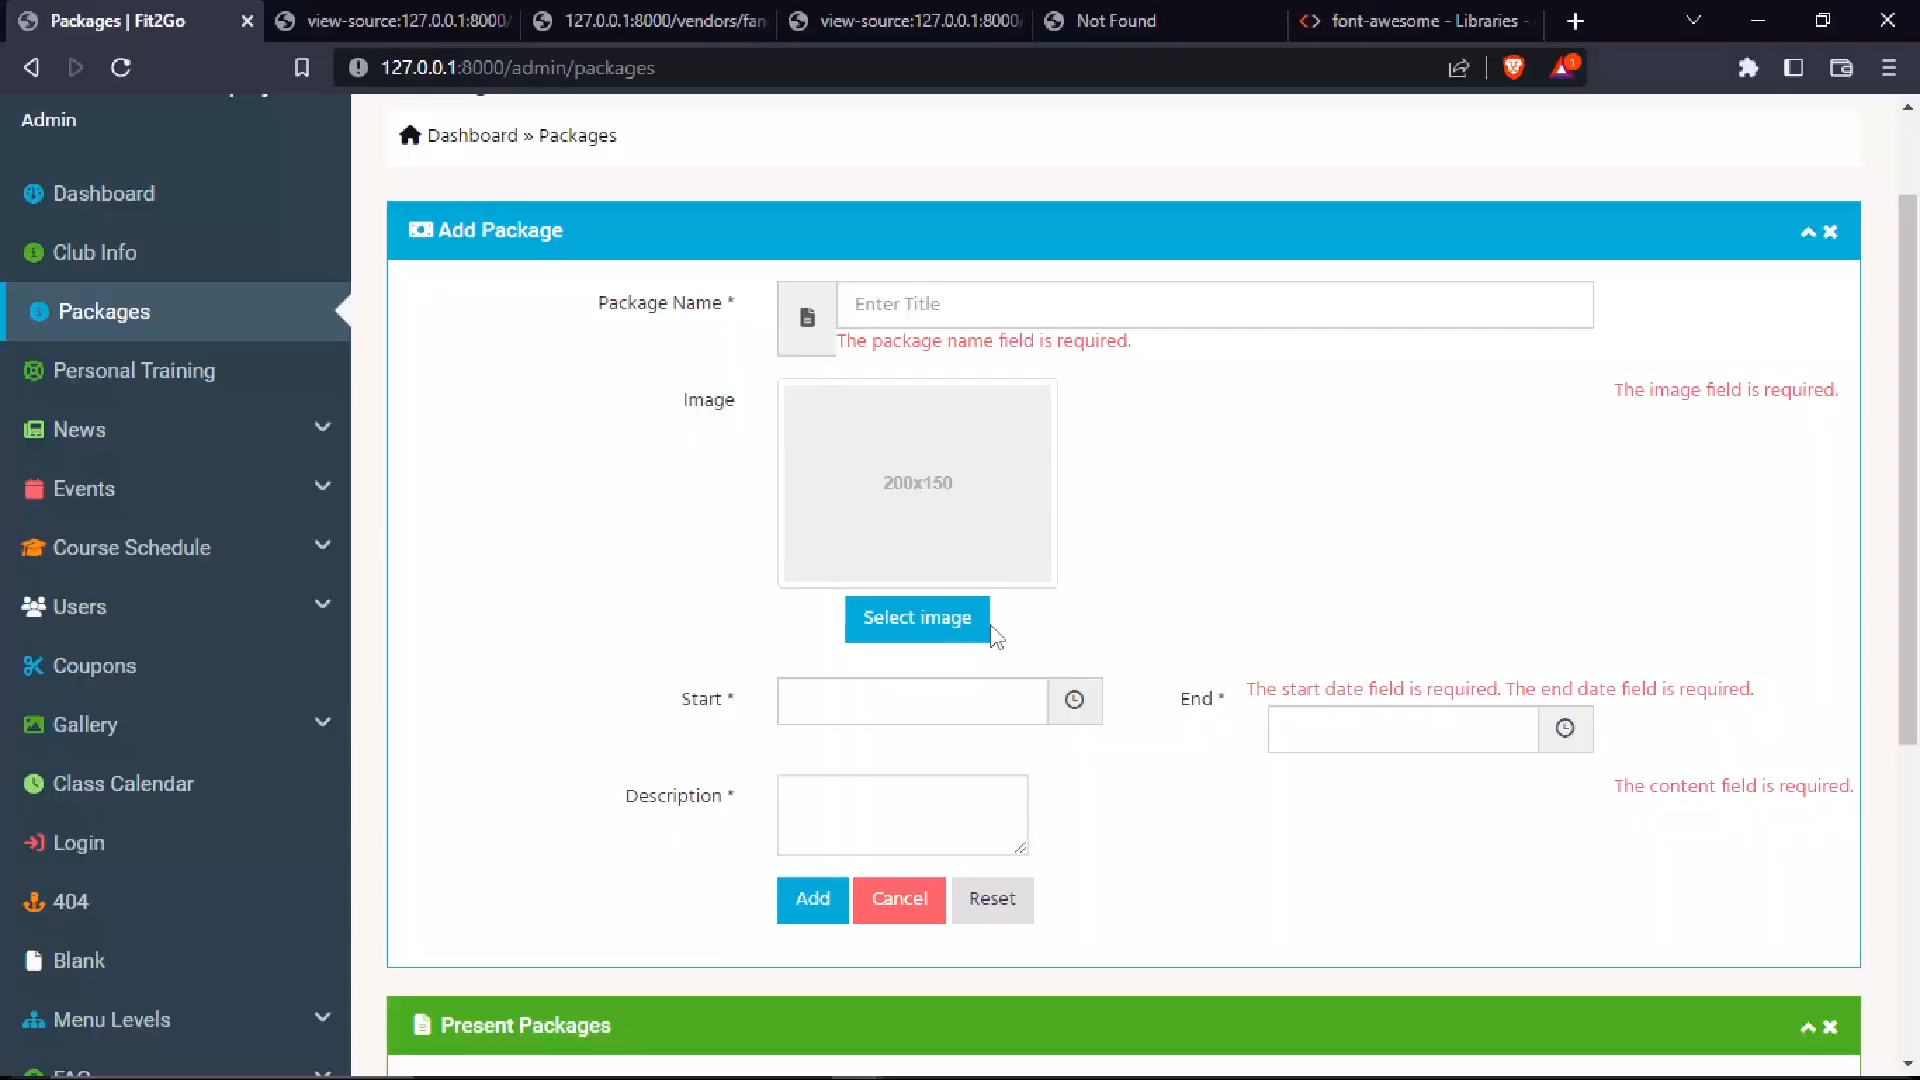 Packages | Fit2Go
view-source:127.0.0.1:8000/
127.0.0.1:8000/vendors/fan
view-source:127.0.0.1:8000/
Not Found
font-awesome - Libraries -
127.0.0.1:8000/admin/packages
1
Admin
Dashboard » Packages
Dashboard
Club Info
Packages
Personal Training
News
Events
Course Schedule
Users
Coupons
Gallery
Class Calendar
Login
404
Blank
Menu Levels
FAQ
Add Package
Package Name *
Enter Title
The package name field is required.
Image
200x150
The image field is required.
Select image
Start *
End *
The start date field is required. The end date field is required.
Description *
The content field is required.
Add
Cancel
Reset
Present Packages